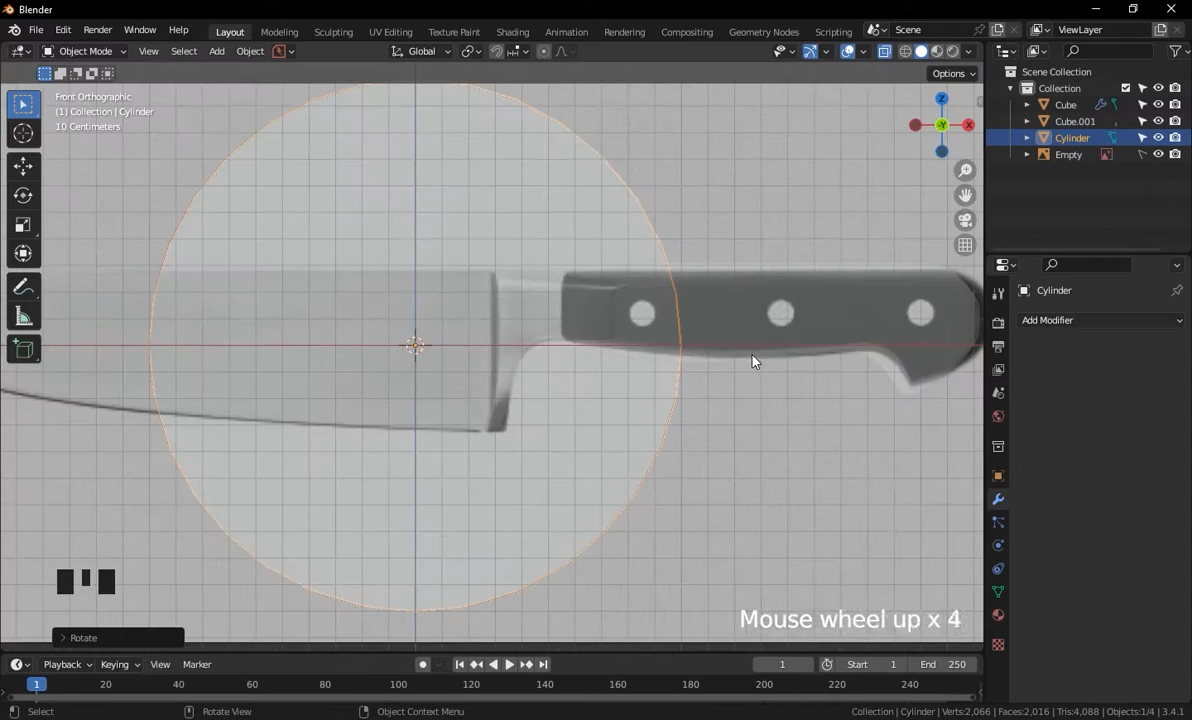 Blender
File Edit Render Window Help Layout Modeling Sculpting UV Editing Texture Paint Shading Animation Rendering Compositing Geometry Nodes Scripting Scene ViewLayer
Object Mode View Select Add Object Global
Options
Front Orthographic
(1) Collection | Cylinder
10 Centimeters
Z
Y
X
Scene Collection
Collection
Cube
Cube.001
Cylinder
Empty
Cylinder
Add Modifier
Mouse wheel up x 4
Rotate
Playback Keying View Marker 1 Start 1 End 250
1 20 40 60 80 100 120 140 160 180 200 220 240
Select Rotate View Object Context Menu Collection | Cylinder | Verts:2,066 | Faces:2,016 | Tris:4,088 | Objects:1/4 | 3.4.1